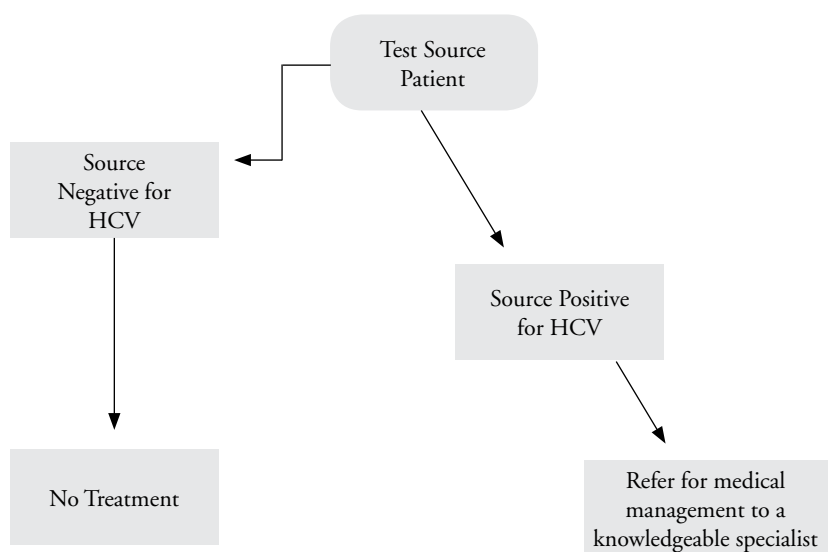 Test Source
Patient
Source
Negative for
HCV
Source Positive
for HCV
No Treatment
Refer for medical
management to a
knowledgeable specialist